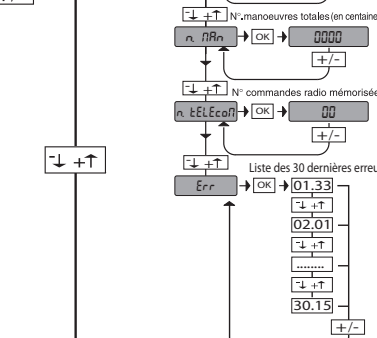 -↓ +↑ N°.manoeuvres totales (en centaine
n. MAn OK 0000
+/-
-↓ +↑ N° commandes radio mémorisée
n. tELEcoM OK 00
+/-
-↓ +↑
-↓ +↑ Liste des 30 dernières erreu
Err OK 01.33
-↓ +↑
02.01
-↓ +↑
........
-↓ +↑
30.15
+/-